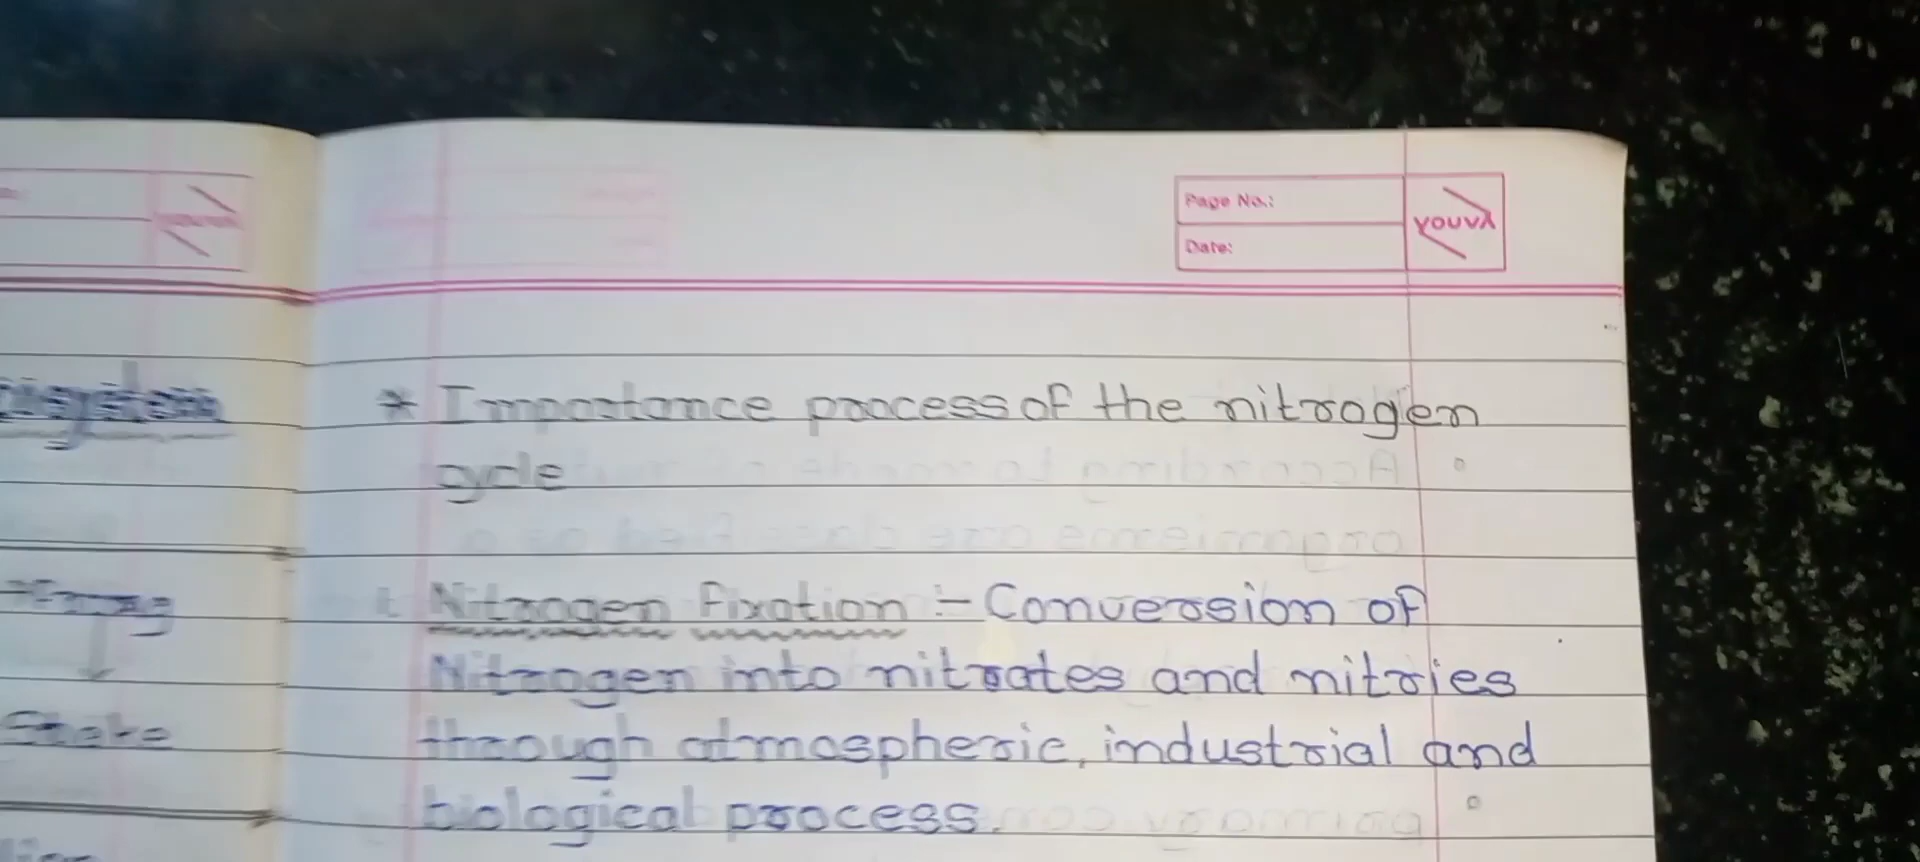 Page No.:
Date:
YOUVA
* Importance process of the nitrogen
cycle
Nitrogen Fixation :- Conversion of
Nitrogen into nitrates and nitries
through atmospheric, industrial and
biological process.